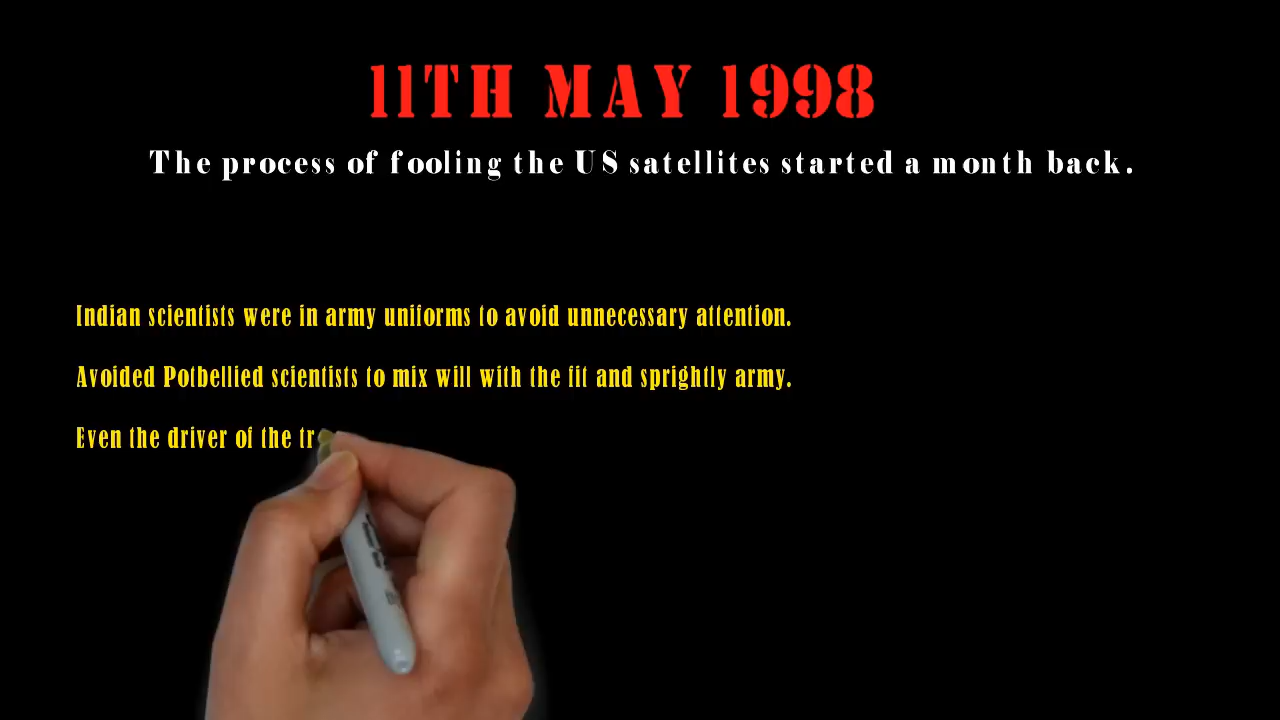 11TH MAY 1998
The process of fooling the US satellites started a month back.
Indian scientists were in army uniforms to avoid unnecessary attention.
Avoided Potbellied scientists to mix will with the fit and sprightly army.
Even the driver of the tr